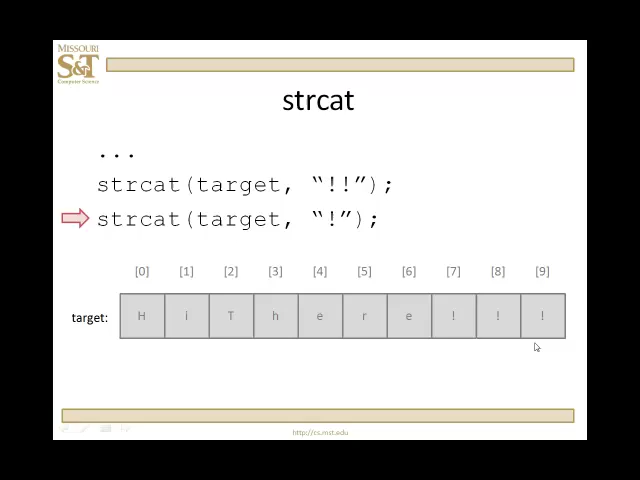 MISSOURI
S&T
Computer Science
strcat
...
strcat(target, “!!”);
strcat(target, “!”);
[0] [1] [2] [3] [4] [5] [6] [7] [8] [9]
target: H i T h e r e ! ! !
http://cs.mst.edu